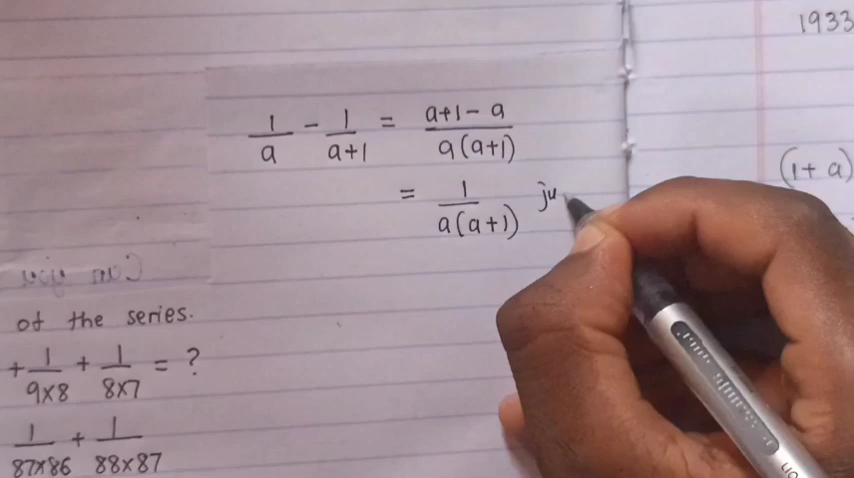 1933
1/a - 1/a+1 = a+1-a/a(a+1)
(1+a)
= 1/a(a+1) ju
of the series.
+ 1/9x8 + 1/8x7 = ?
1/87x86 + 1/88x87